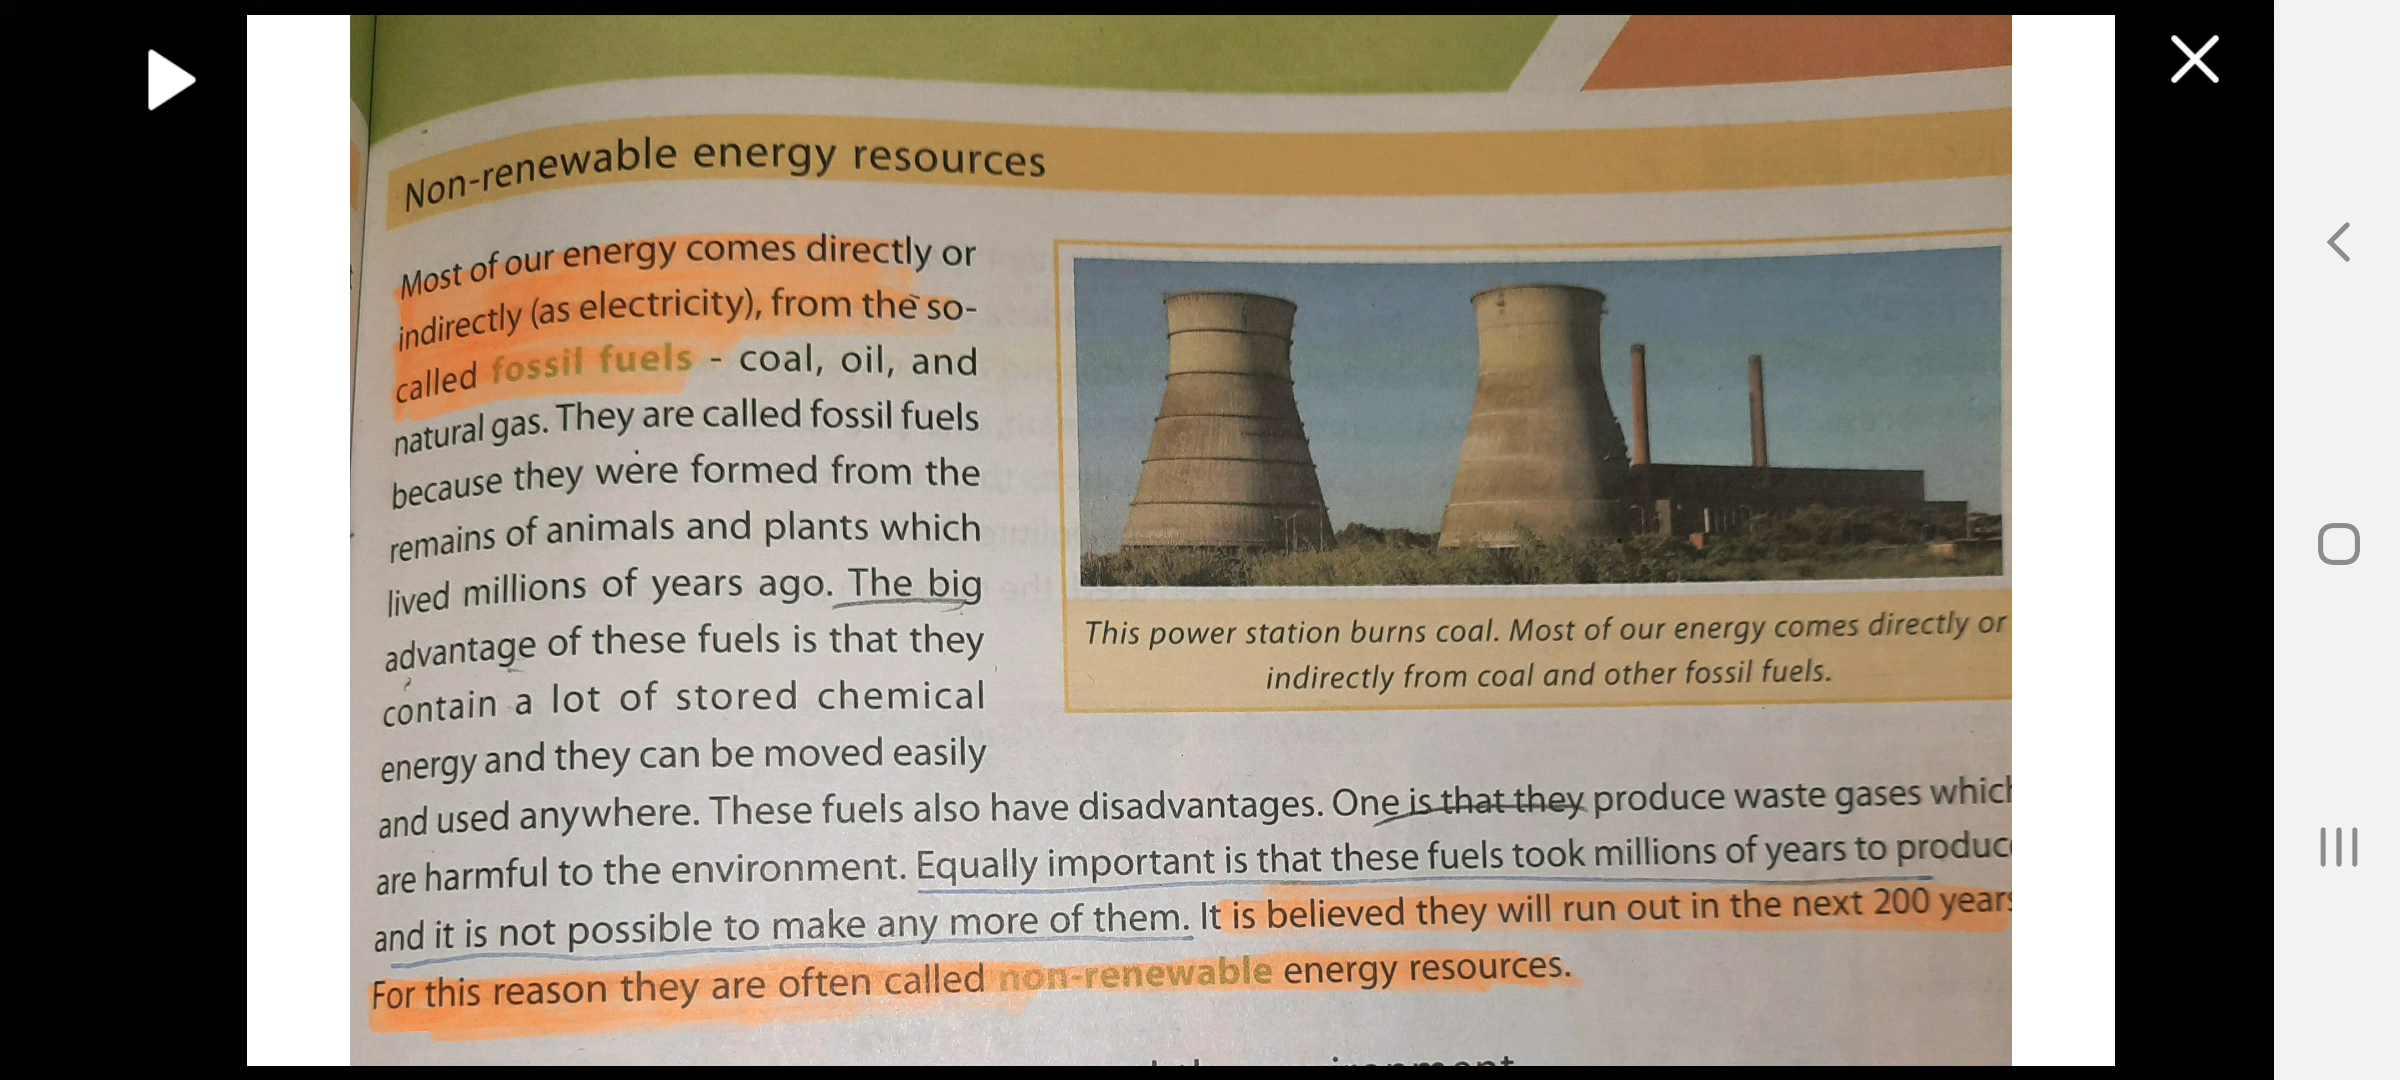 Non-renewable energy resources
Most of our energy comes directly or
indirectly (as electricity), from the so-
called fossil fuels - coal, oil, and
natural gas. They are called fossil fuels
because they were formed from the
remains of animals and plants which
lived millions of years ago. The big
advantage of these fuels is that they
contain a lot of stored chemical
energy and they can be moved easily
and used anywhere. These fuels also have disadvantages. One is that they produce waste gases which
are harmful to the environment. Equally important is that these fuels took millions of years to produc
and it is not possible to make any more of them. It is believed they will run out in the next 200 years
For this reason they are often called non-renewable energy resources.
This power station burns coal. Most of our energy comes directly or
indirectly from coal and other fossil fuels.